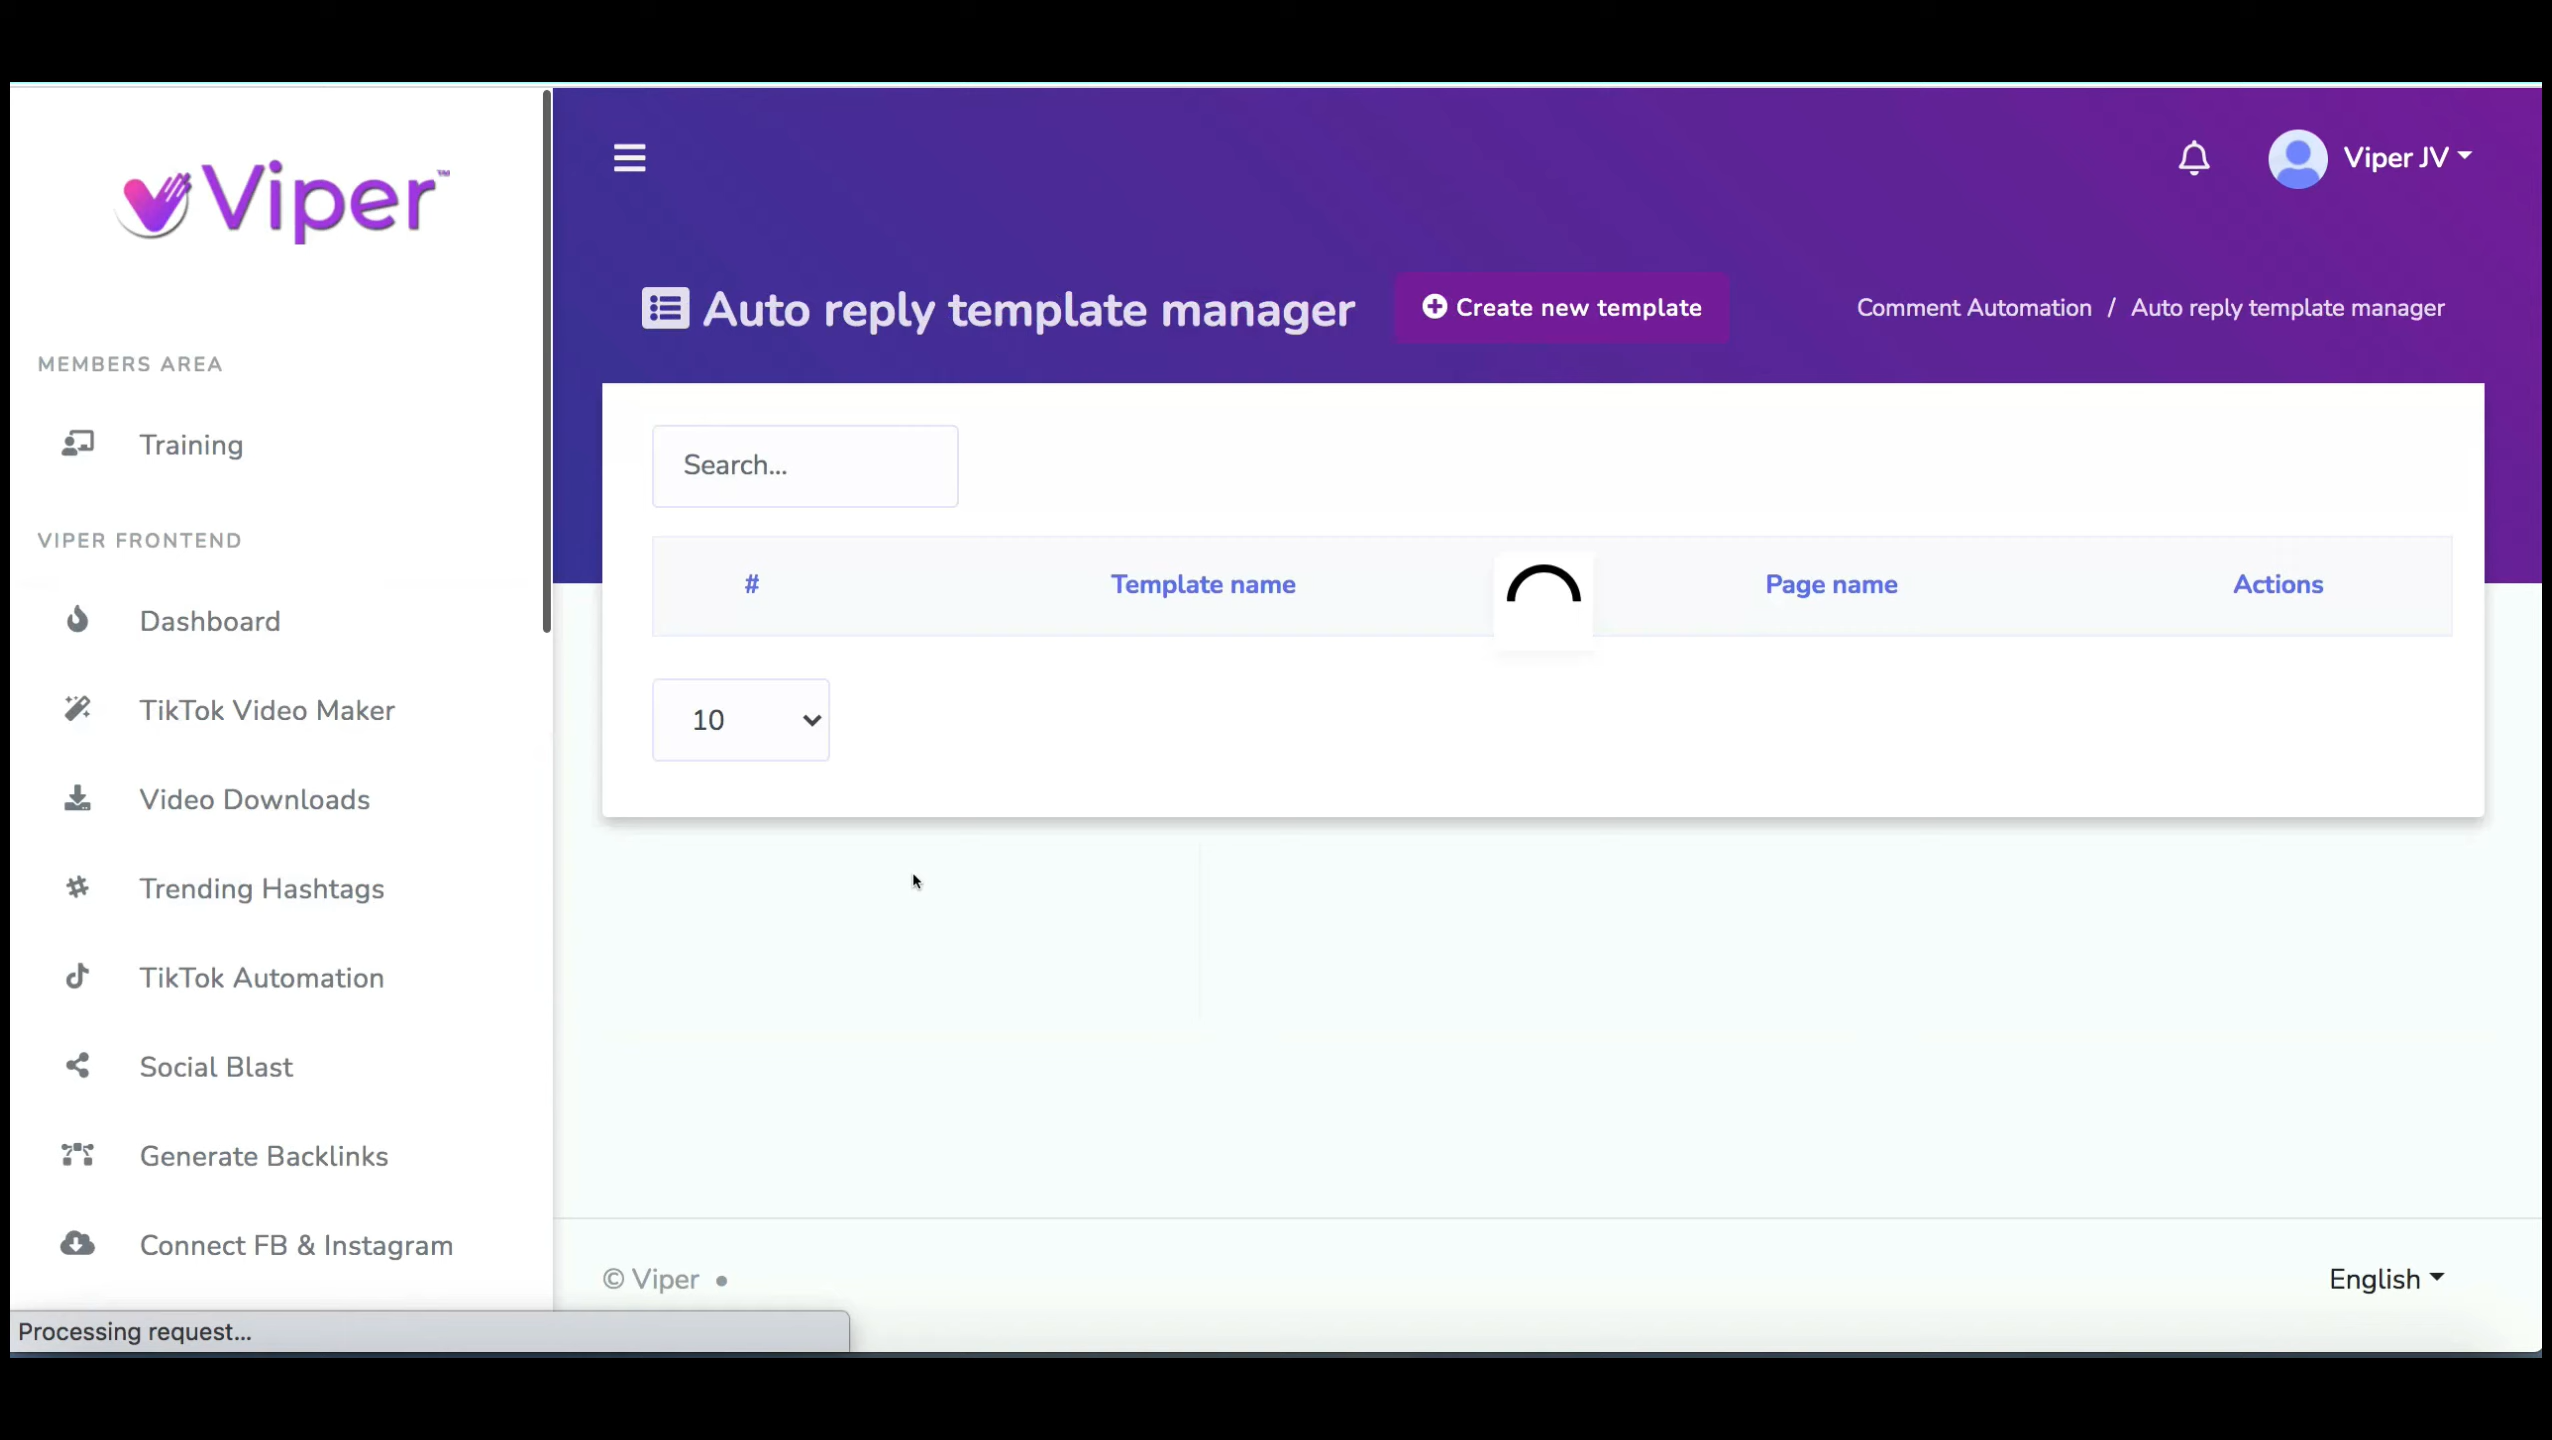 Viper™
Viper JV
Auto reply template manager
Create new template
Comment Automation / Auto reply template manager
MEMBERS AREA
Training
VIPER FRONTEND
Dashboard
TikTok Video Maker
Video Downloads
Trending Hashtags
TikTok Automation
Social Blast
Generate Backlinks
Connect FB & Instagram
Search...
# Template name Page name Actions
10
© Viper •
English
Processing request...